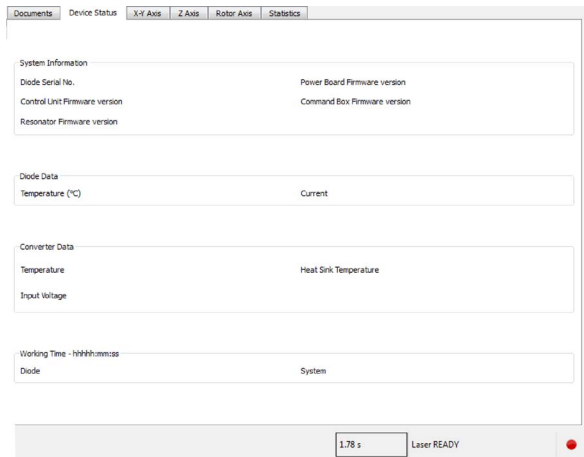 Documents Device Status X-Y Axis Z Axis Rotor Axis Statistics
System Information
Diode Serial No. Power Board Firmware version
Control Unit Firmware version Command Box Firmware version
Resonator Firmware version
Diode Data
Temperature (°C) Current
Converter Data
Temperature Heat Sink Temperature
Input Voltage
Working Time - hhhhh:mm:ss
Diode System
1.78 s Laser READY